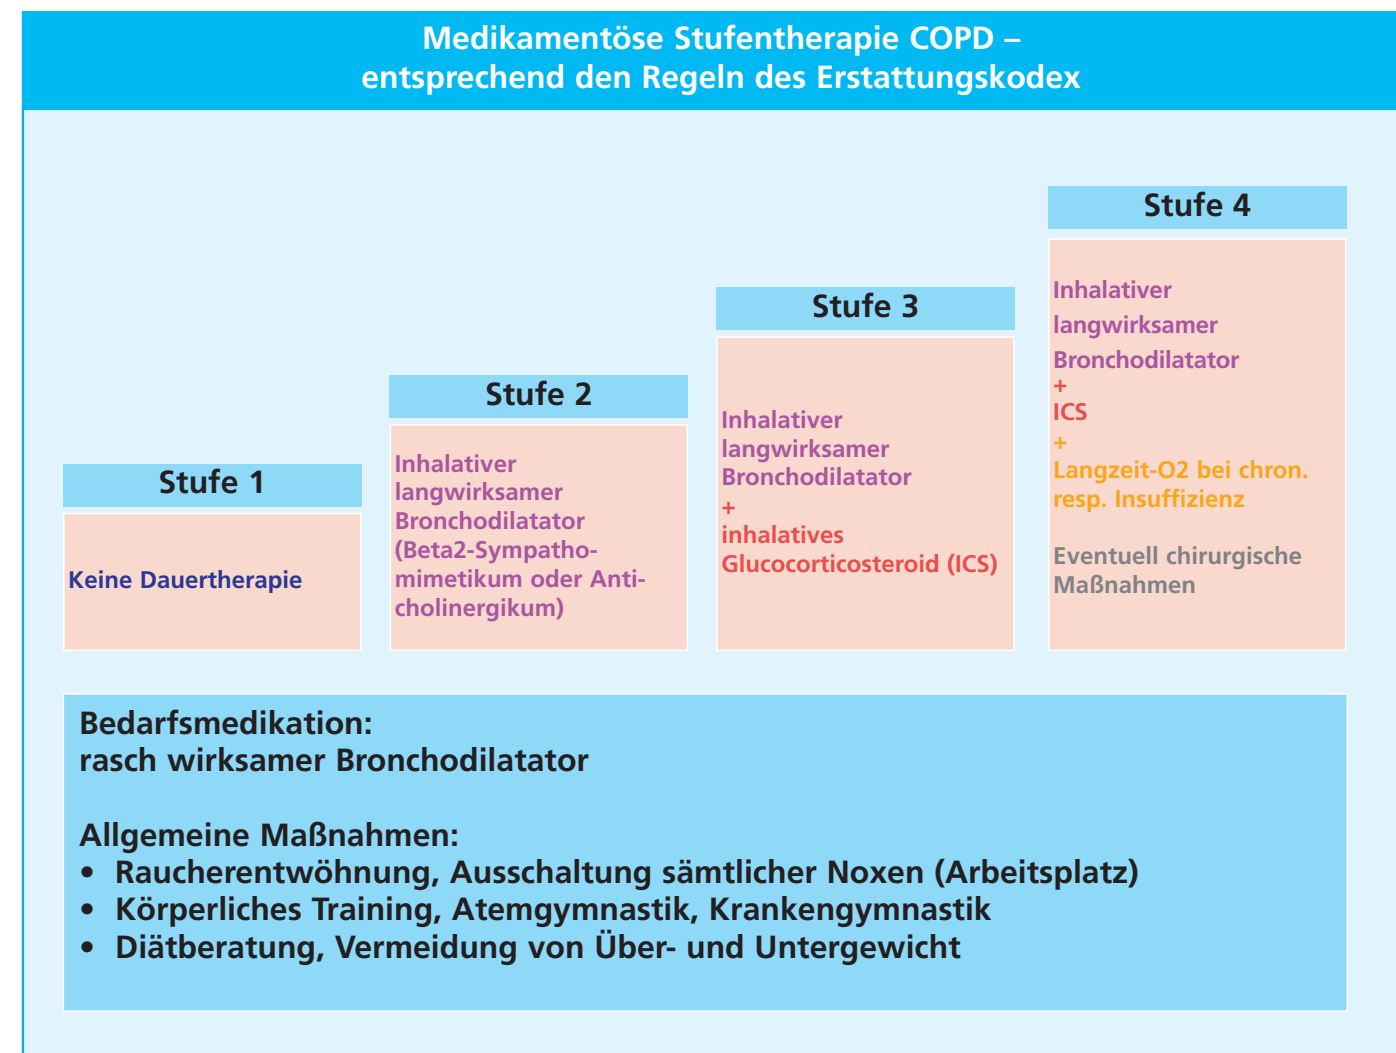 Medikamentöse Stufentherapie COPD –
entsprechend den Regeln des Erstattungskodex
Stufe 1
Keine Dauertherapie
Stufe 2
Inhalativer
langwirksamer
Bronchodilatator
(Beta2-Sympatho-
mimetikum oder Anti-
cholinergikum)
Stufe 3
Inhalativer
langwirksamer
Bronchodilatator
+
inhalatives
Glucocorticosteroid (ICS)
Stufe 4
Inhalativer
langwirksamer
Bronchodilatator
+
ICS
+
Langzeit-O2 bei chron.
resp. Insuffizienz
Eventuell chirurgische
Maßnahmen
Bedarfsmedikation:
rasch wirksamer Bronchodilatator
Allgemeine Maßnahmen:
• Raucherentwöhnung, Ausschaltung sämtlicher Noxen (Arbeitsplatz)
• Körperliches Training, Atemgymnastik, Krankengymnastik
• Diätberatung, Vermeidung von Über- und Untergewicht